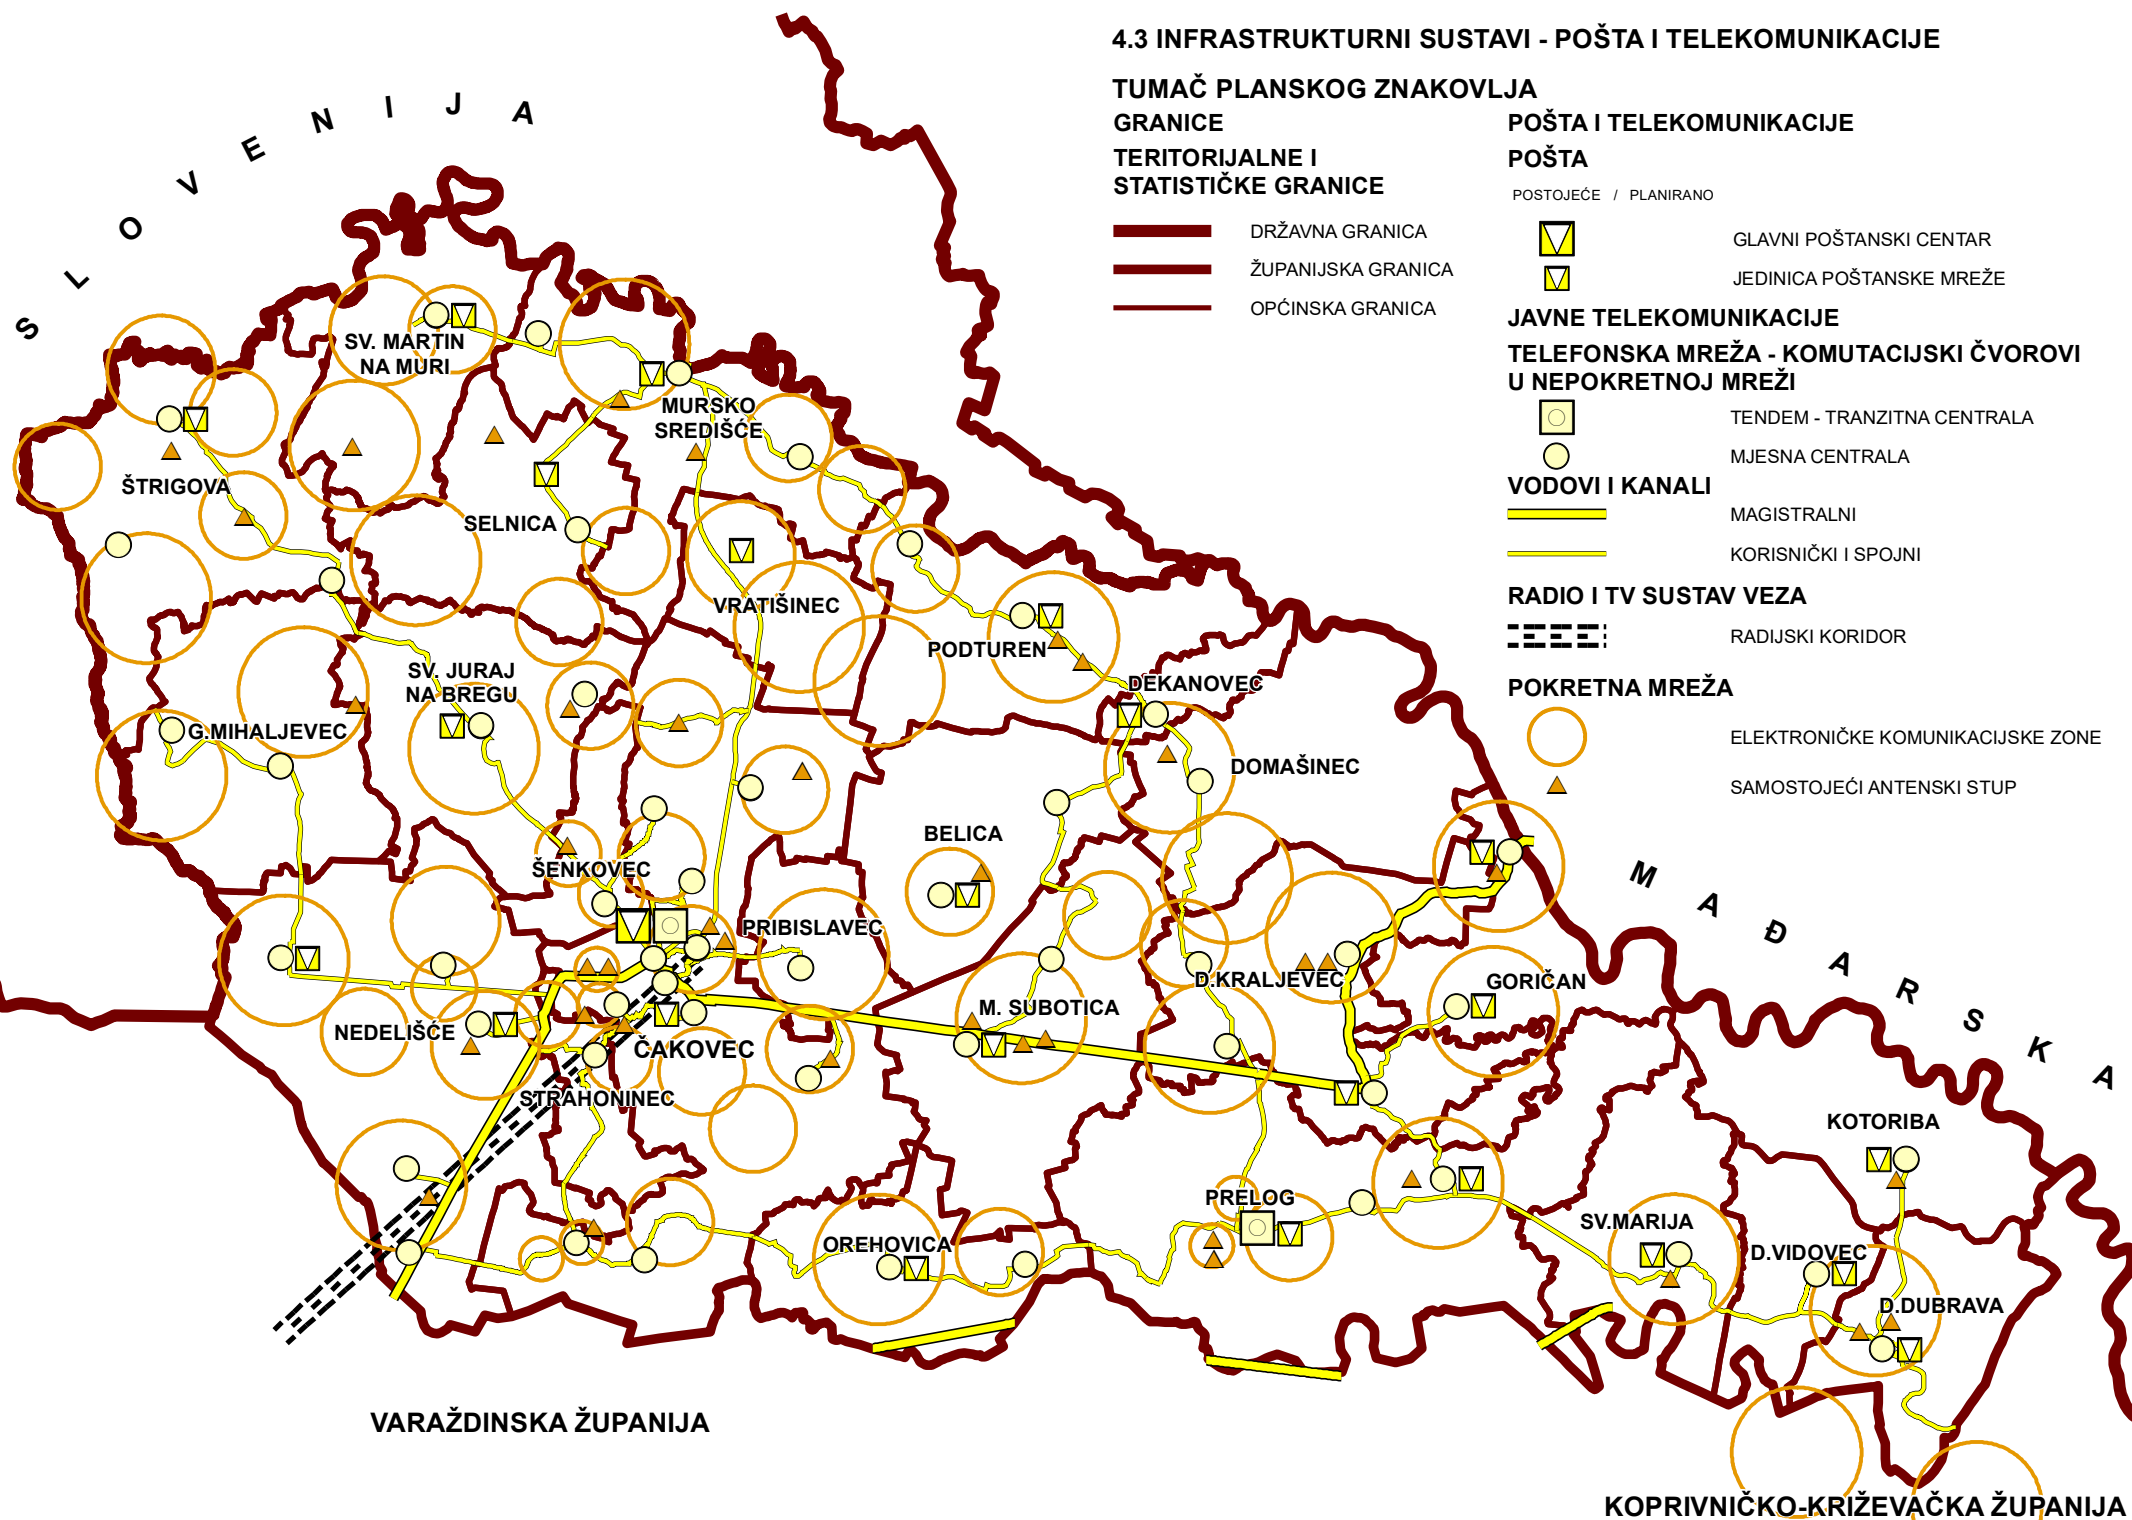 4.3 INFRASTRUKTURNI SUSTAVI - POŠTA I TELEKOMUNIKACIJE
TUMAČ PLANSKOG ZNAKOVLJA
GRANICE
TERITORIJALNE I
STATISTIČKE GRANICE
DRŽAVNA GRANICA
ŽUPANIJSKA GRANICA
OPĆINSKA GRANICA
POŠTA I TELEKOMUNIKACIJE
POŠTA
POSTOJEĆE / PLANIRANO
GLAVNI POŠTANSKI CENTAR
JEDINICA POŠTANSKE MREŽE
JAVNE TELEKOMUNIKACIJE
TELEFONSKA MREŽA - KOMUTACIJSKI ČVOROVI
U NEPOKRETNOJ MREŽI
TENDEM - TRANZITNA CENTRALA
MJESNA CENTRALA
VODOVI I KANALI
MAGISTRALNI
KORISNIČKI I SPOJNI
RADIO I TV SUSTAV VEZA
RADIJSKI KORIDOR
POKRETNA MREŽA
ELEKTRONIČKE KOMUNIKACIJSKE ZONE
SAMOSTOJEĆI ANTENSKI STUP
SLOVENIJA
SV. MARTIN
NA MURI
MURSKO
SREDIŠĆE
ŠTRIGOVA
SELNICA
VRATIŠINEC
PODTUREN
SV. JURAJ
NA BREGU
DEKANOVEC
G.MIHALJEVEC
DOMAŠINEC
BELICA
ŠENKOVEC
MAĐARSKA
PRIBISLAVEC
D.KRALJEVEC
GORIČAN
M. SUBOTICA
NEDELIŠĆE
ČAKOVEC
STRAHONINEC
KOTORIBA
PRELOG
SV.MARIJA
OREHOVICA
D.VIDOVEC
D.DUBRAVA
VARAŽDINSKA ŽUPANIJA
KOPRIVNIČKO-KRIŽEVAČKA ŽUPANIJA